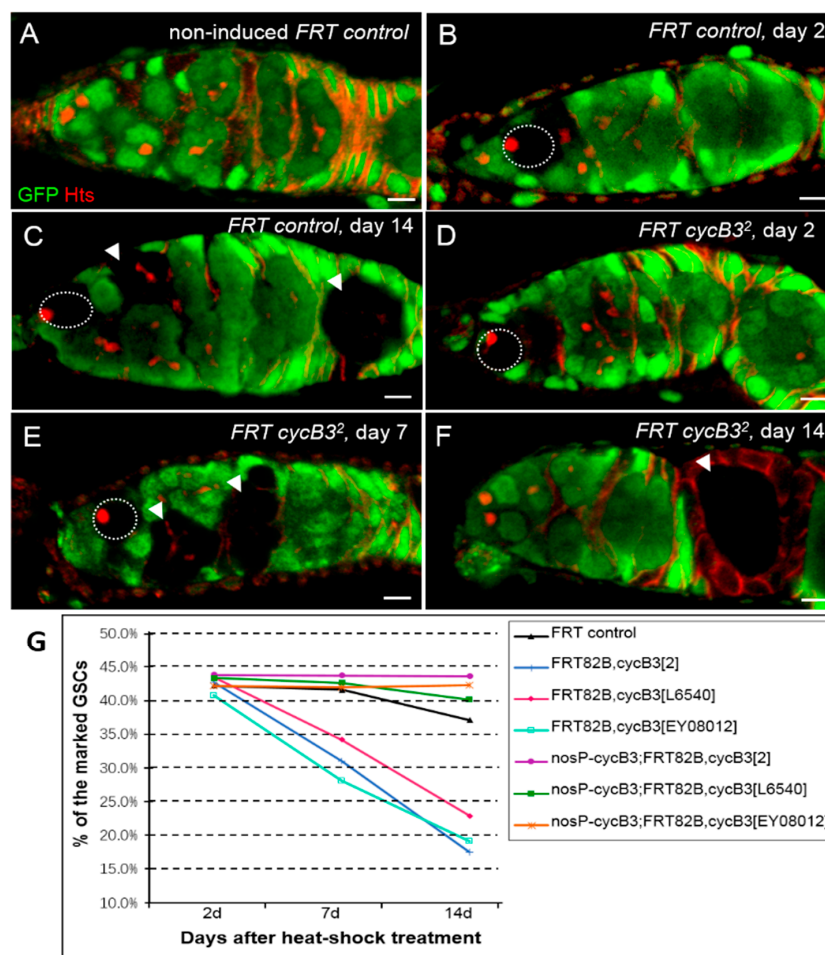 A
non-induced FRT control
GFP Hts
B
FRT control, day 2
C
FRT control, day 14
D
FRT cycB3², day 2
E
FRT cycB3², day 7
F
FRT cycB3², day 14
G
50.0%
45.0%
40.0%
35.0%
30.0%
25.0%
20.0%
15.0%
10.0%
% of the marked GSCs
2d 7d 14d
Days after heat-shock treatment
FRT control
FRT82B,cycB3[2]
FRT82B,cycB3[L6540]
FRT82B,cycB3[EY08012]
nosP-cycB3;FRT82B,cycB3[2]
nosP-cycB3;FRT82B,cycB3[L6540]
nosP-cycB3;FRT82B,cycB3[EY08012]